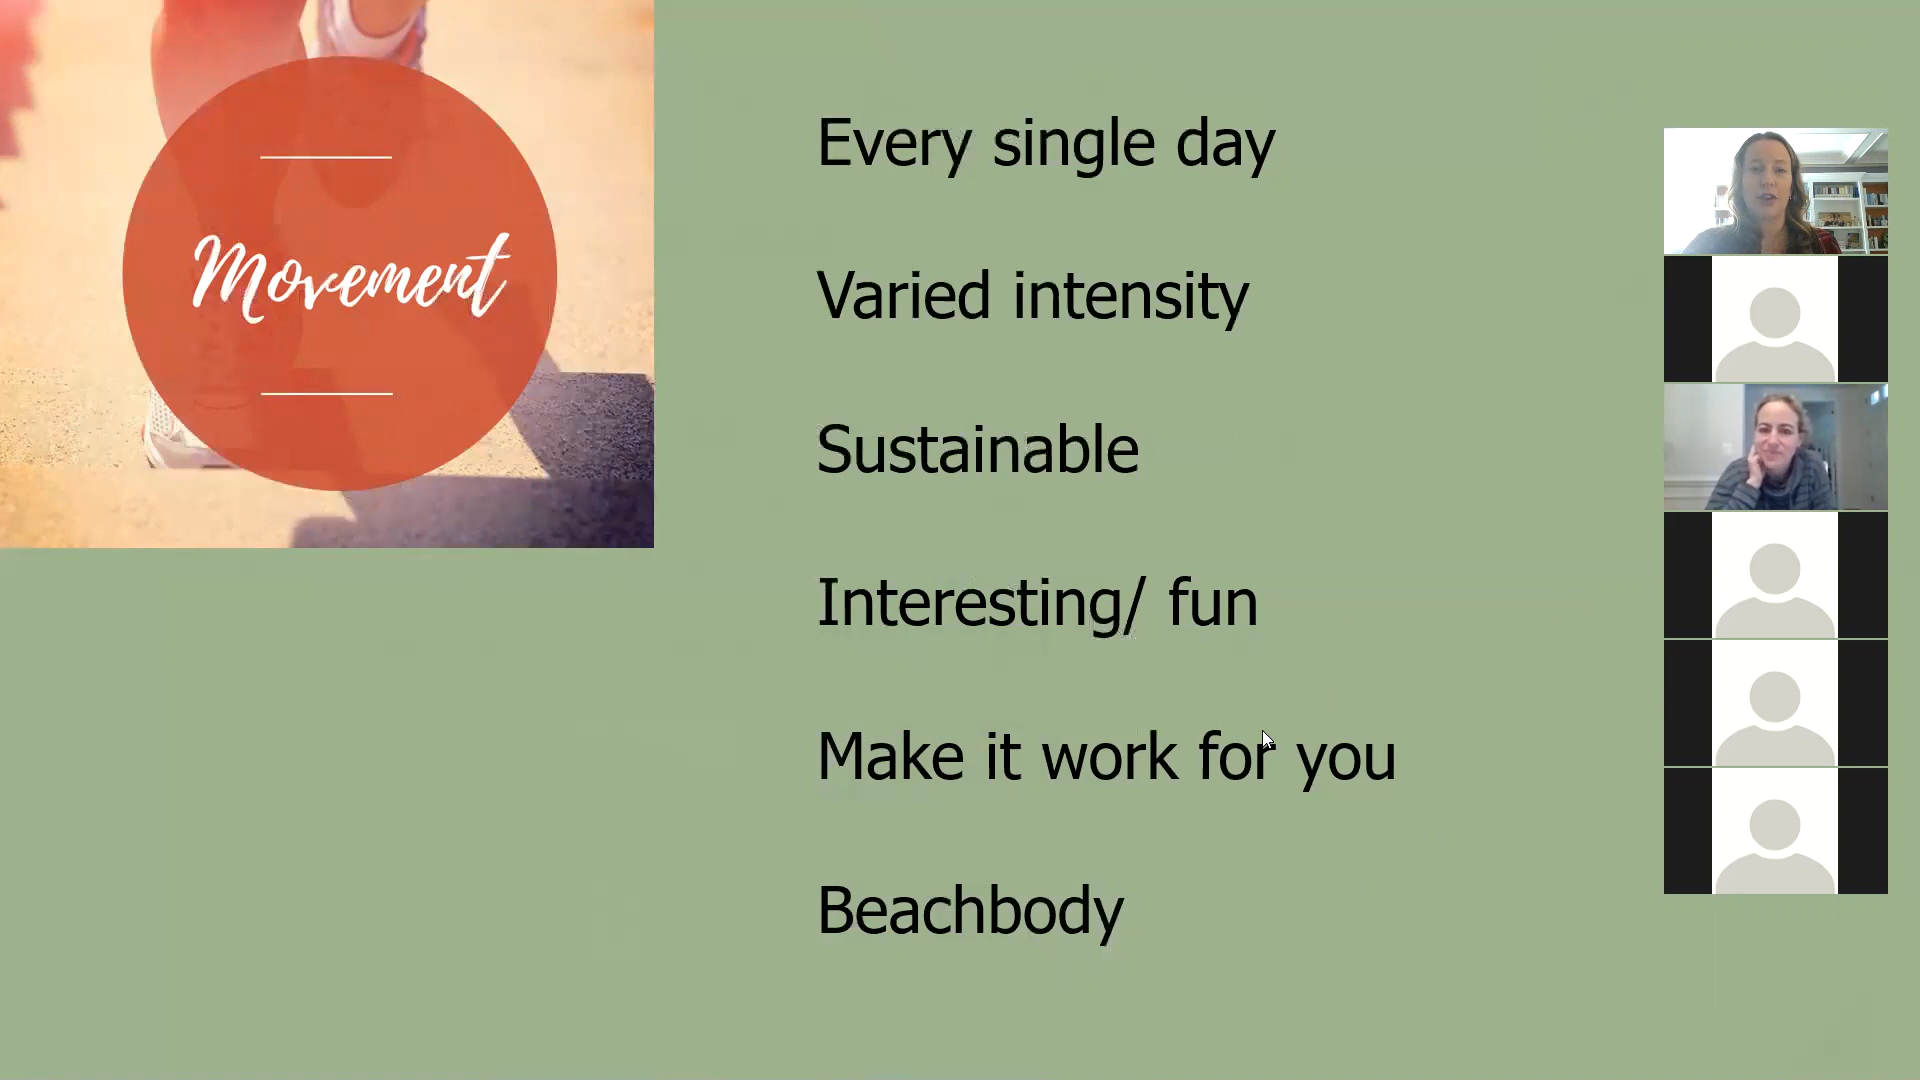 Movement
Every single day
Varied intensity
Sustainable
Interesting/ fun
Make it work for you
Beachbody